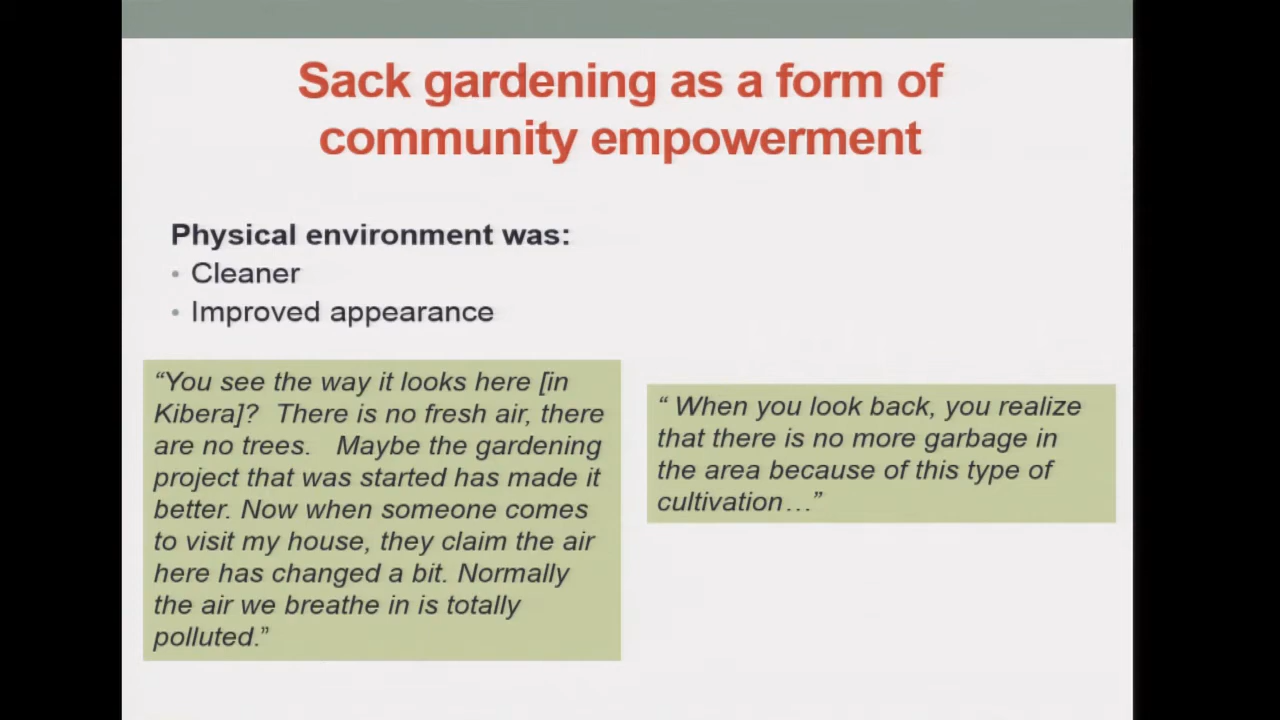 Sack gardening as a form of
community empowerment
Physical environment was:
• Cleaner
• Improved appearance
“You see the way it looks here [in
Kibera]?  There is no fresh air, there
are no trees.   Maybe the gardening
project that was started has made it
better. Now when someone comes
to visit my house, they claim the air
here has changed a bit. Normally
the air we breathe in is totally
polluted.”
“ When you look back, you realize
that there is no more garbage in
the area because of this type of
cultivation…”